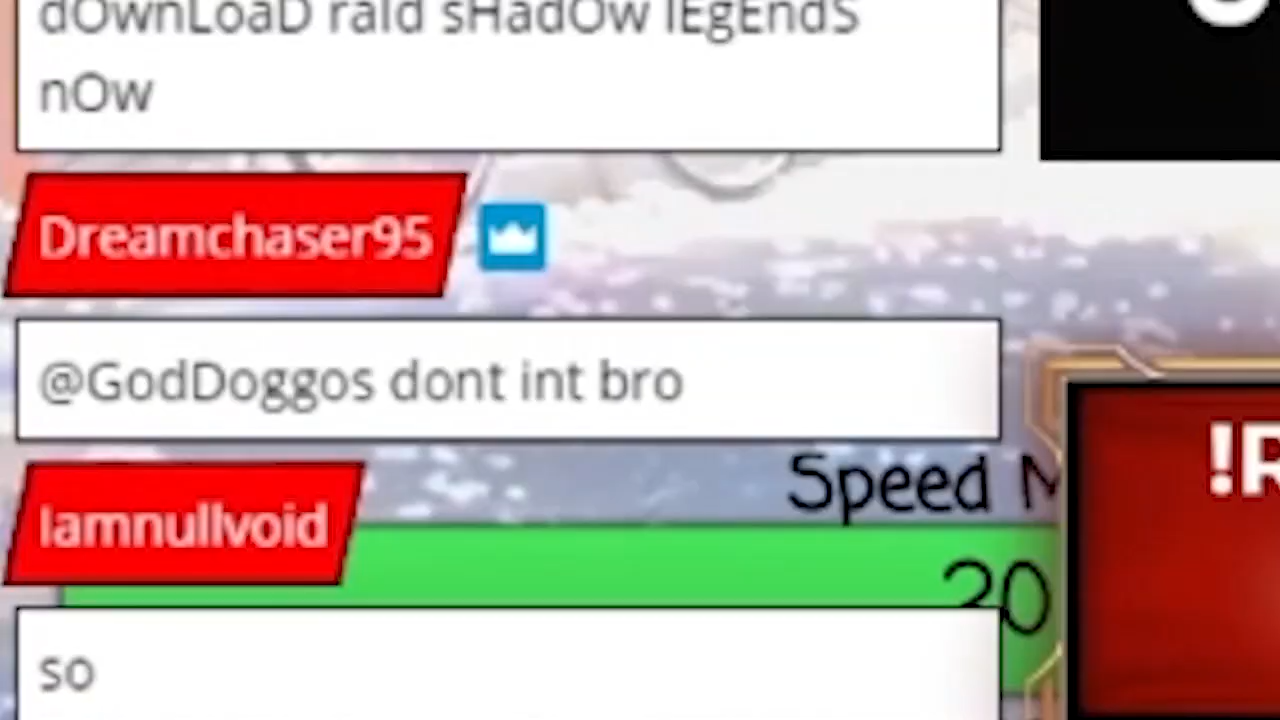 dOwnLoaD raId sHadOw lEgEndS
nOw
Dreamchaser95
@GodDoggos dont int bro
Speed
Iamnullvoid
20
!R
so